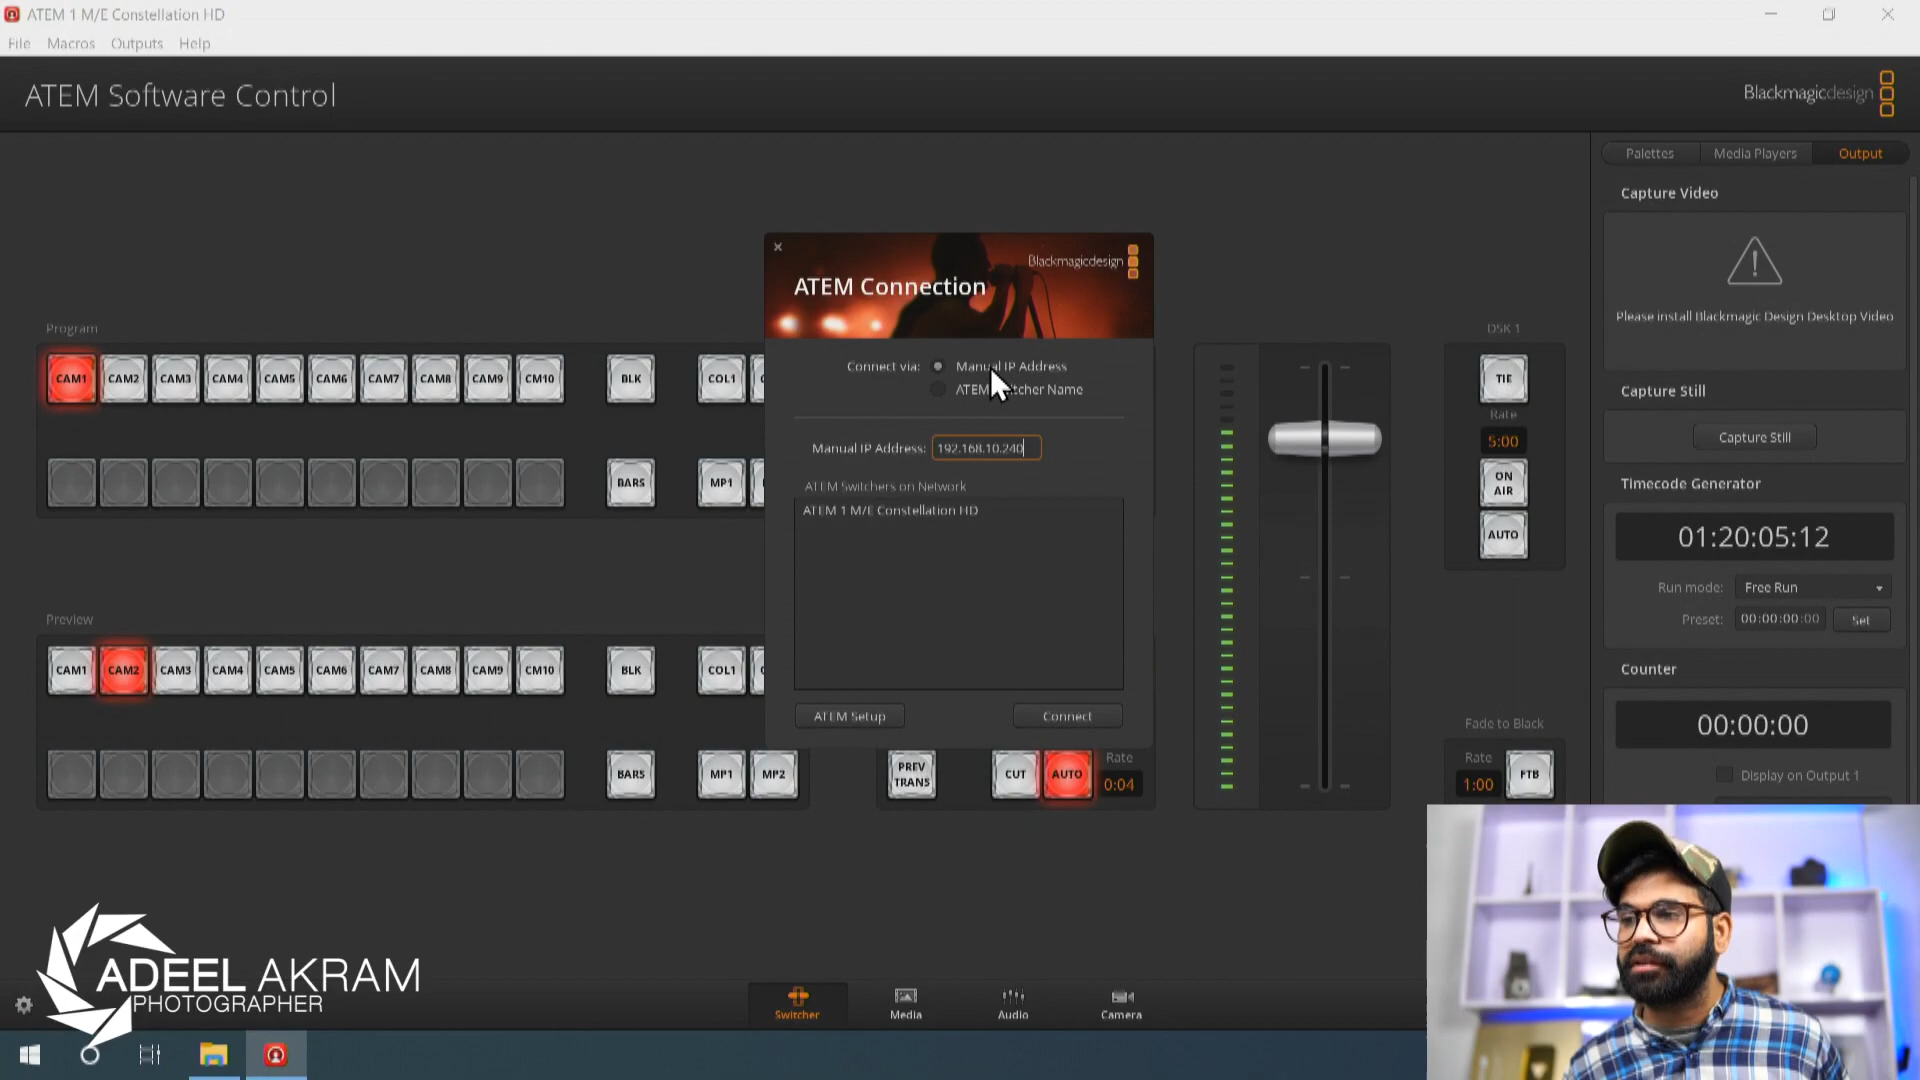 ATEM 1 M/E Constellation HD
File Macros Outputs Help
ATEM Software Control
Blackmagicdesign
Palettes Media Players Output
Capture Video
Please install Blackmagic Design Desktop Video
Capture Still
Capture Still
Timecode Generator
01:20:05:12
Run mode: Free Run
Preset: 00:00:00:00 Set
Counter
00:00:00
Display on Output 1
Program
CAM1 CAM2 CAM3 CAM4 CAM5 CAM6 CAM7 CAM8 CAM9 CM10 BLK COL1
BARS MP1
Preview
CAM1 CAM2 CAM3 CAM4 CAM5 CAM6 CAM7 CAM8 CAM9 CM10 BLK COL1
BARS MP1 MP2
PREV TRANS
CUT AUTO
Rate
0:04
Blackmagicdesign
ATEM Connection
Connect via: Manual IP Address
Manual IP Address: 192.168.10.240
ATEM Switchers on Network
ATEM 1 M/E Constellation HD
ATEM Setup Connect
DSK 1
TIE
Rate
5:00
ON AIR
AUTO
Fade to Black
Rate
1:00 FTB
ADEEL AKRAM
PHOTOGRAPHER
Switcher Media Audio Camera